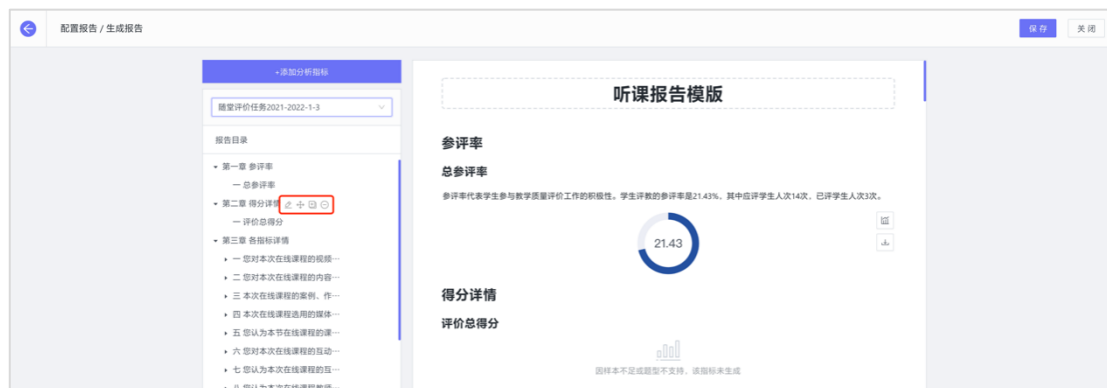 配置报告 / 生成报告
保存
关闭
+添加分析指标
随堂评价任务2021-2022-1-3
报告目录
第一章 参评率
一 总参评率
第二章 得分详情
一 评价总得分
第三章 各指标详情
一 您对本次在线课程的视频···
二 您对本次在线课程的内容···
三 本次在线课程的案例、作···
四 本次在线课程选用的媒体···
五 您认为本节在线课程的课···
六 您对本次在线课程的互动···
七 您认为本次在线课程的互···
听课报告模版
参评率
总参评率
参评率代表学生参与教学质量评价工作的积极性。学生评教的参评率是21.43%，其中应评学生人次14次，已评学生人次3次。
21.43
得分详情
评价总得分
因样本不足或题型不支持，该指标未生成